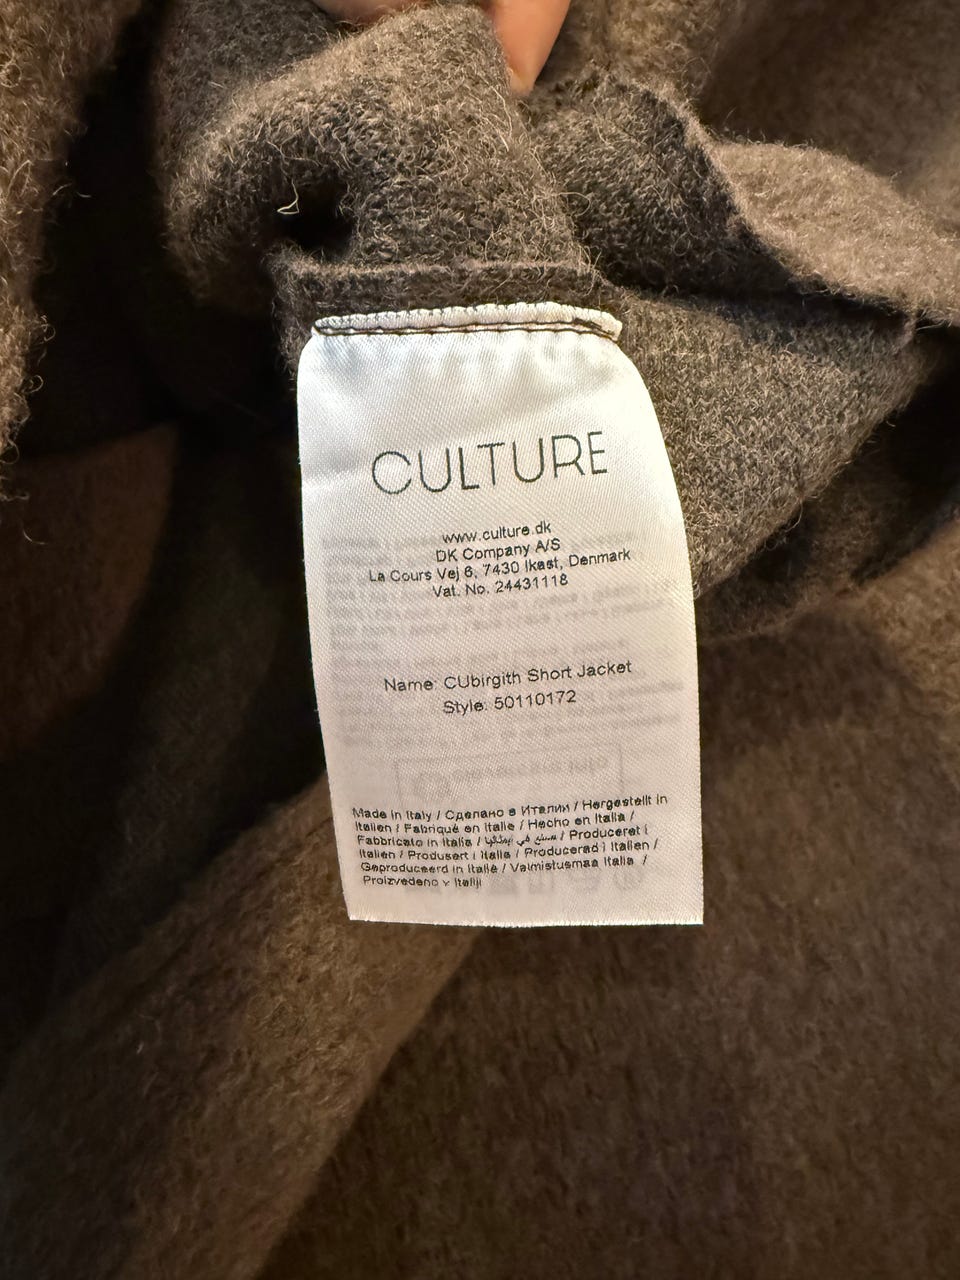 CULTURE
www.culture.dk
DK Company A/S
La Cours Vej 6, 7430 Ikast, Denmark
Vat. No. 24431118
Name: CUbirgith Short Jacket
Style: 50110172
Made in Italy / Сделано в Италии / Hergestellt in
Italien / Fabriqué en Italie / Hecho en Italia /
Fabbricato in Italia / صنع في إيطاليا / Produceret i
Italien / Produsert i Italia / Producerad i Italien /
Geproduceerd in Italië / Valmistusmaa Italia /
Proizvedeno v Italiji